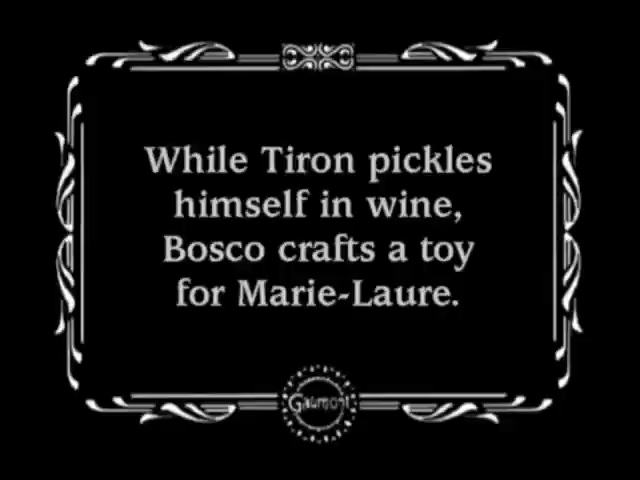 While Tiron pickles
himself in wine,
Bosco crafts a toy
for Marie-Laure.
Gaumont